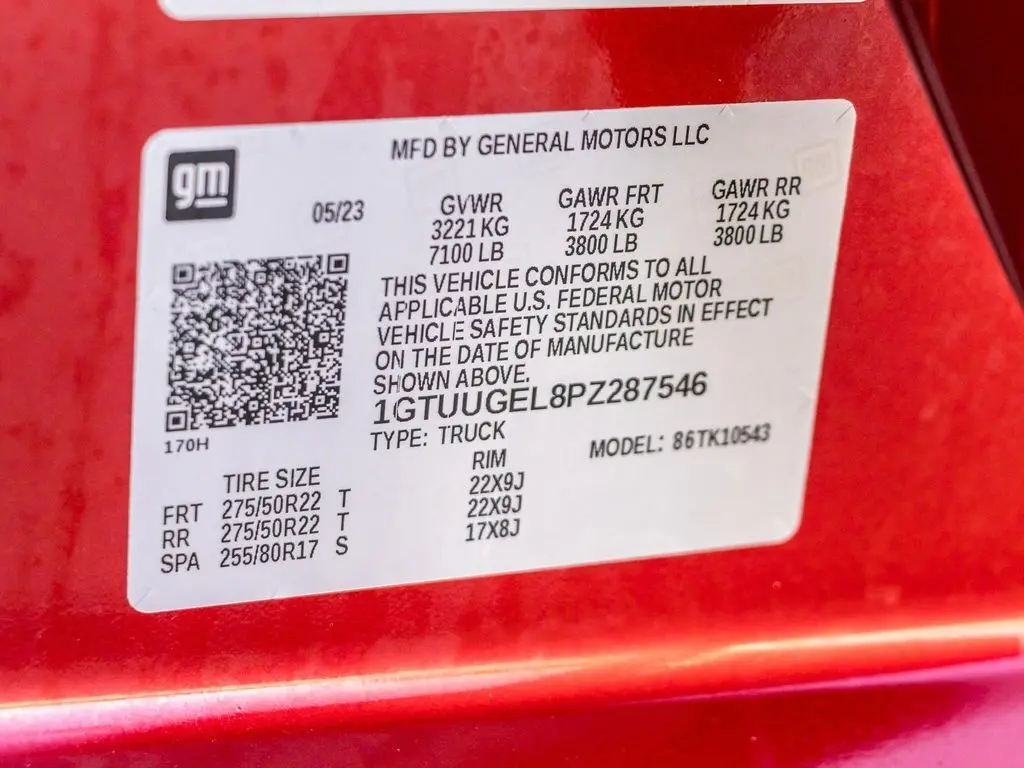 gm
MFD BY GENERAL MOTORS LLC
05/23
GVWR
3221 KG
7100 LB
GAWR FRT
1724 KG
3800 LB
GAWR RR
1724 KG
3800 LB
THIS VEHICLE CONFORMS TO ALL
APPLICABLE U.S. FEDERAL MOTOR
VEHICLE SAFETY STANDARDS IN EFFECT
ON THE DATE OF MANUFACTURE
SHOWN ABOVE.
1GTUUGEL8PZ287546
TYPE: TRUCK
MODEL: 86TK10543
170H
TIRE SIZE
RIM
FRT 275/50R22 T 22X9J
RR 275/50R22 T 22X9J
SPA 255/80R17 S 17X8J